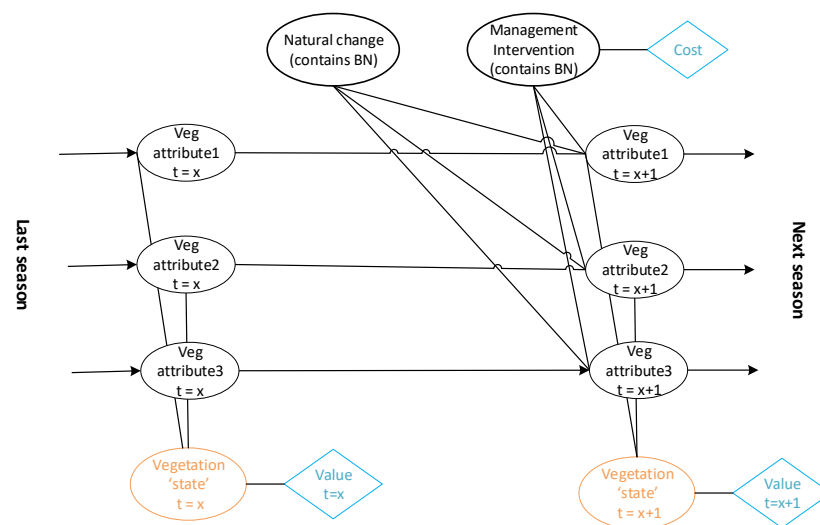 Natural change
(contains BN)
Management
Intervention
(contains BN)
Cost
Veg
attribute1
t = x
Veg
attribute1
t = x+1
Last season
Next season
Veg
attribute2
t = x
Veg
attribute2
t = x+1
Veg
attribute3
t = x
Veg
attribute3
t = x+1
Vegetation
‘state’
t = x
Value
t=x
Vegetation
‘state’
t = x+1
Value
t=x+1